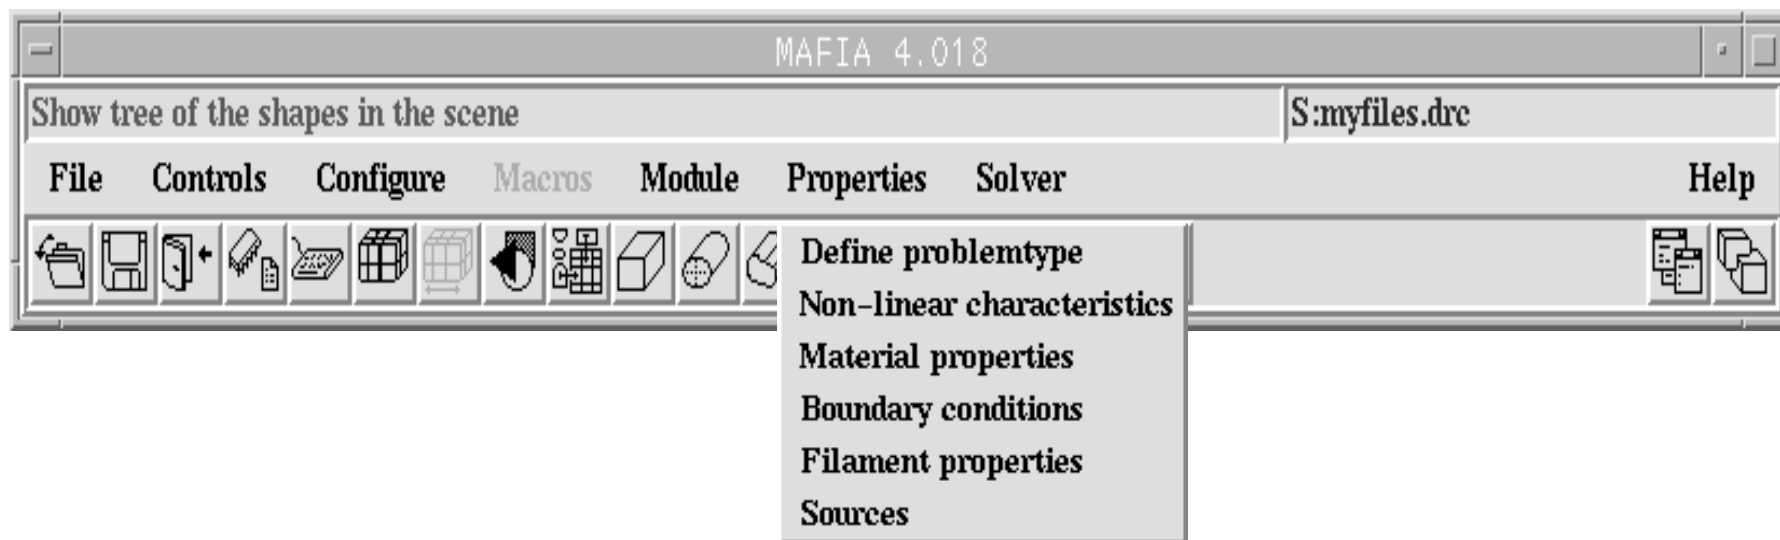 MAFIA 4.018
Show tree of the shapes in the scene S:myfiles.drc
File Controls Configure Macros Module Properties Solver Help
Define problemtype
Non-linear characteristics
Material properties
Boundary conditions
Filament properties
Sources